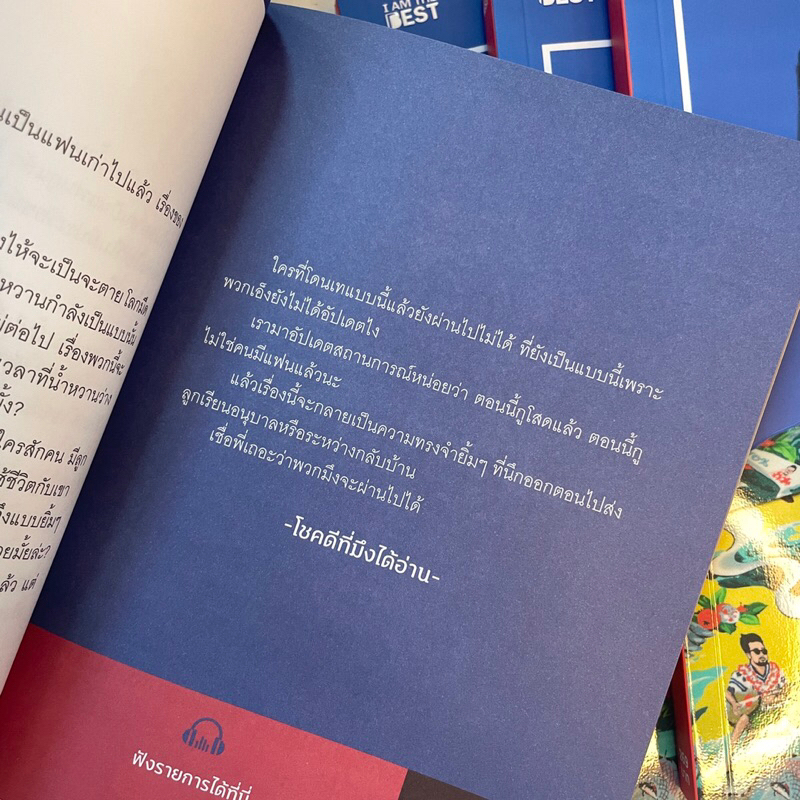 I AM THE
BEST
BEST
เป็นแฟนเก่าไปแล้ว เรื่องของ
ไห้จะเป็นจะตาย โลกมืด
หวานกำลังเป็นแบบนั้น
ต่อไป เรื่องพวกนี้จะ
เวลาที่น้ำหวานว่าง
ใครสักคน มีลูก
ชีวิตกับเขา
แบบยิ้มๆ
มั้ยล่ะ?
แต่
ใครที่โดนเทแบบนี้แล้วยังผ่านไปไม่ได้ ที่ยังเป็นแบบนี้เพราะ
พวกเอ็งยังไม่ได้อัปเดตไง
เรามาอัปเดตสถานการณ์หน่อยว่า ตอนนี้กูโสดแล้ว ตอนนี้กู
ไม่ใช่คนมีแฟนแล้วนะ
แล้วเรื่องนี้จะกลายเป็นความทรงจำยิ้มๆ ที่นึกออกตอนไปส่ง
ลูกเรียนอนุบาลหรือระหว่างกลับบ้าน
เชื่อพี่เถอะว่าพวกมึงจะผ่านไปได้
-โชคดีที่มึงได้อ่าน-
ฟังรายการได้ที่นี่